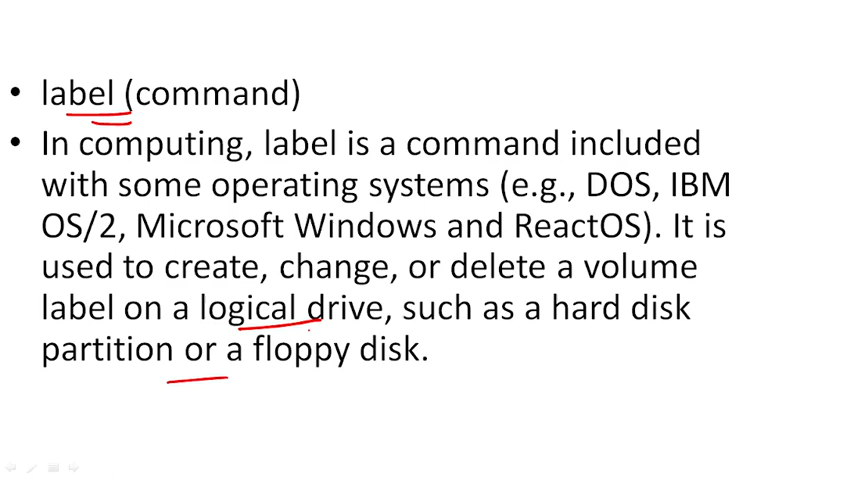 • label (command)
• In computing, label is a command included
with some operating systems (e.g., DOS, IBM
OS/2, Microsoft Windows and ReactOS). It is
used to create, change, or delete a volume
label on a logical drive, such as a hard disk
partition or a floppy disk.